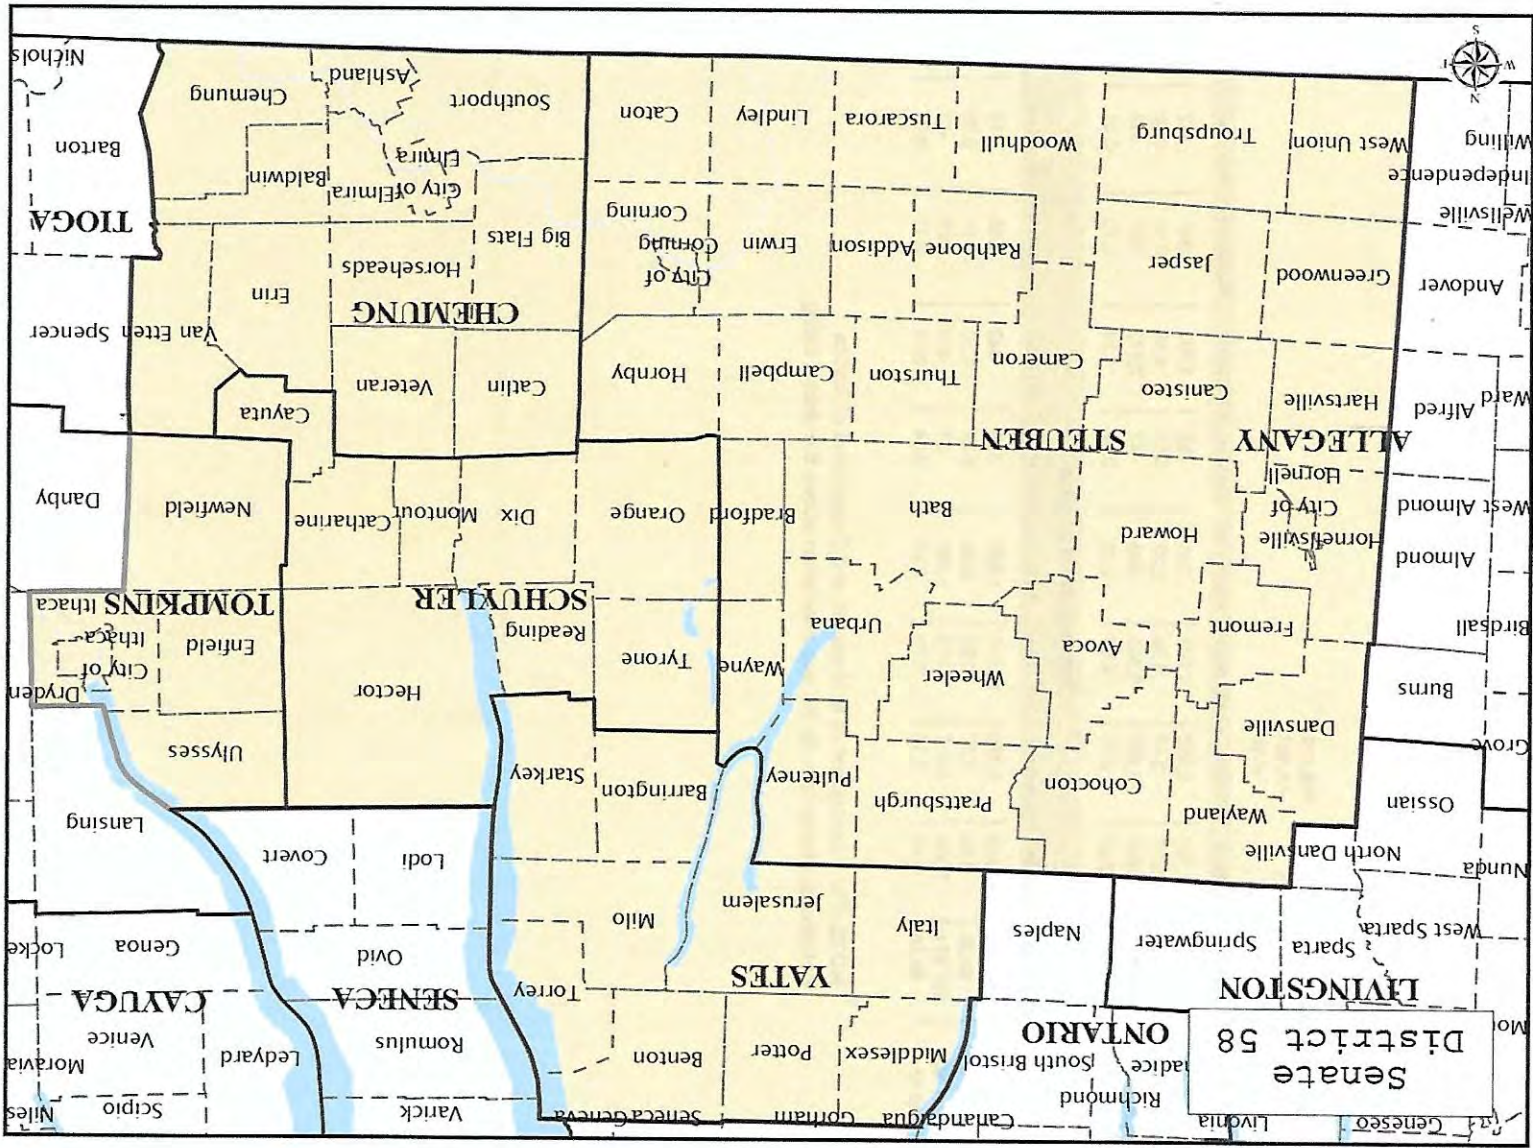 Geneseo
Livonia
Canandaigua
Gorham
Seneca
Geneva
Varick
Scipio
Niles
Senate
District 58
Richmond
adice
South Bristol
Middlesex
Potter
Benton
Romulus
Ledyard
Venice
Moravia
Mo
LIVINGSTON
ONTARIO
YATES
Torrey
SENECA
CAYUGA
West Sparta
Sparta
Springwater
Naples
Italy
Jerusalem
Milo
Ovid
Genoa
Locke
Nunda
North Dansville
Wayland
Cohocton
Prattsburgh
Pulteney
Barrington
Starkey
Lodi
Covert
Lansing
Ossian
Grove
Dansville
Ulysses
Burns
Wheeler
Wayne
Tyrone
Hector
Dryden
Birdsall
Fremont
Avoca
Urbana
Reading
Enfield
City of
Ithaca
SCHUYLER
TOMPKINS
Ithaca
Almond
Hornellsville
Howard
West Almond
City of
Hornell
Bath
Bradford
Orange
Dix
Montour
Catharine
Newfield
Danby
ALLEGANY
STEUBEN
Ward
Alfred
Hartsville
Canisteo
Cameron
Thurston
Campbell
Hornby
Catlin
Veteran
Cayuta
CHEMUNG
Van Etten
Spencer
Andover
Greenwood
Jasper
Rathbone
Addison
Erwin
City of
Corning
Corning
Big Flats
Horseheads
Erin
Wellsville
TIOGA
Independence
City of
Elmira
Elmira
Baldwin
Willing
West Union
Troupsburg
Woodhull
Tuscarora
Lindley
Caton
Southport
Ashland
Chemung
Barton
Nichols
N
W
E
S